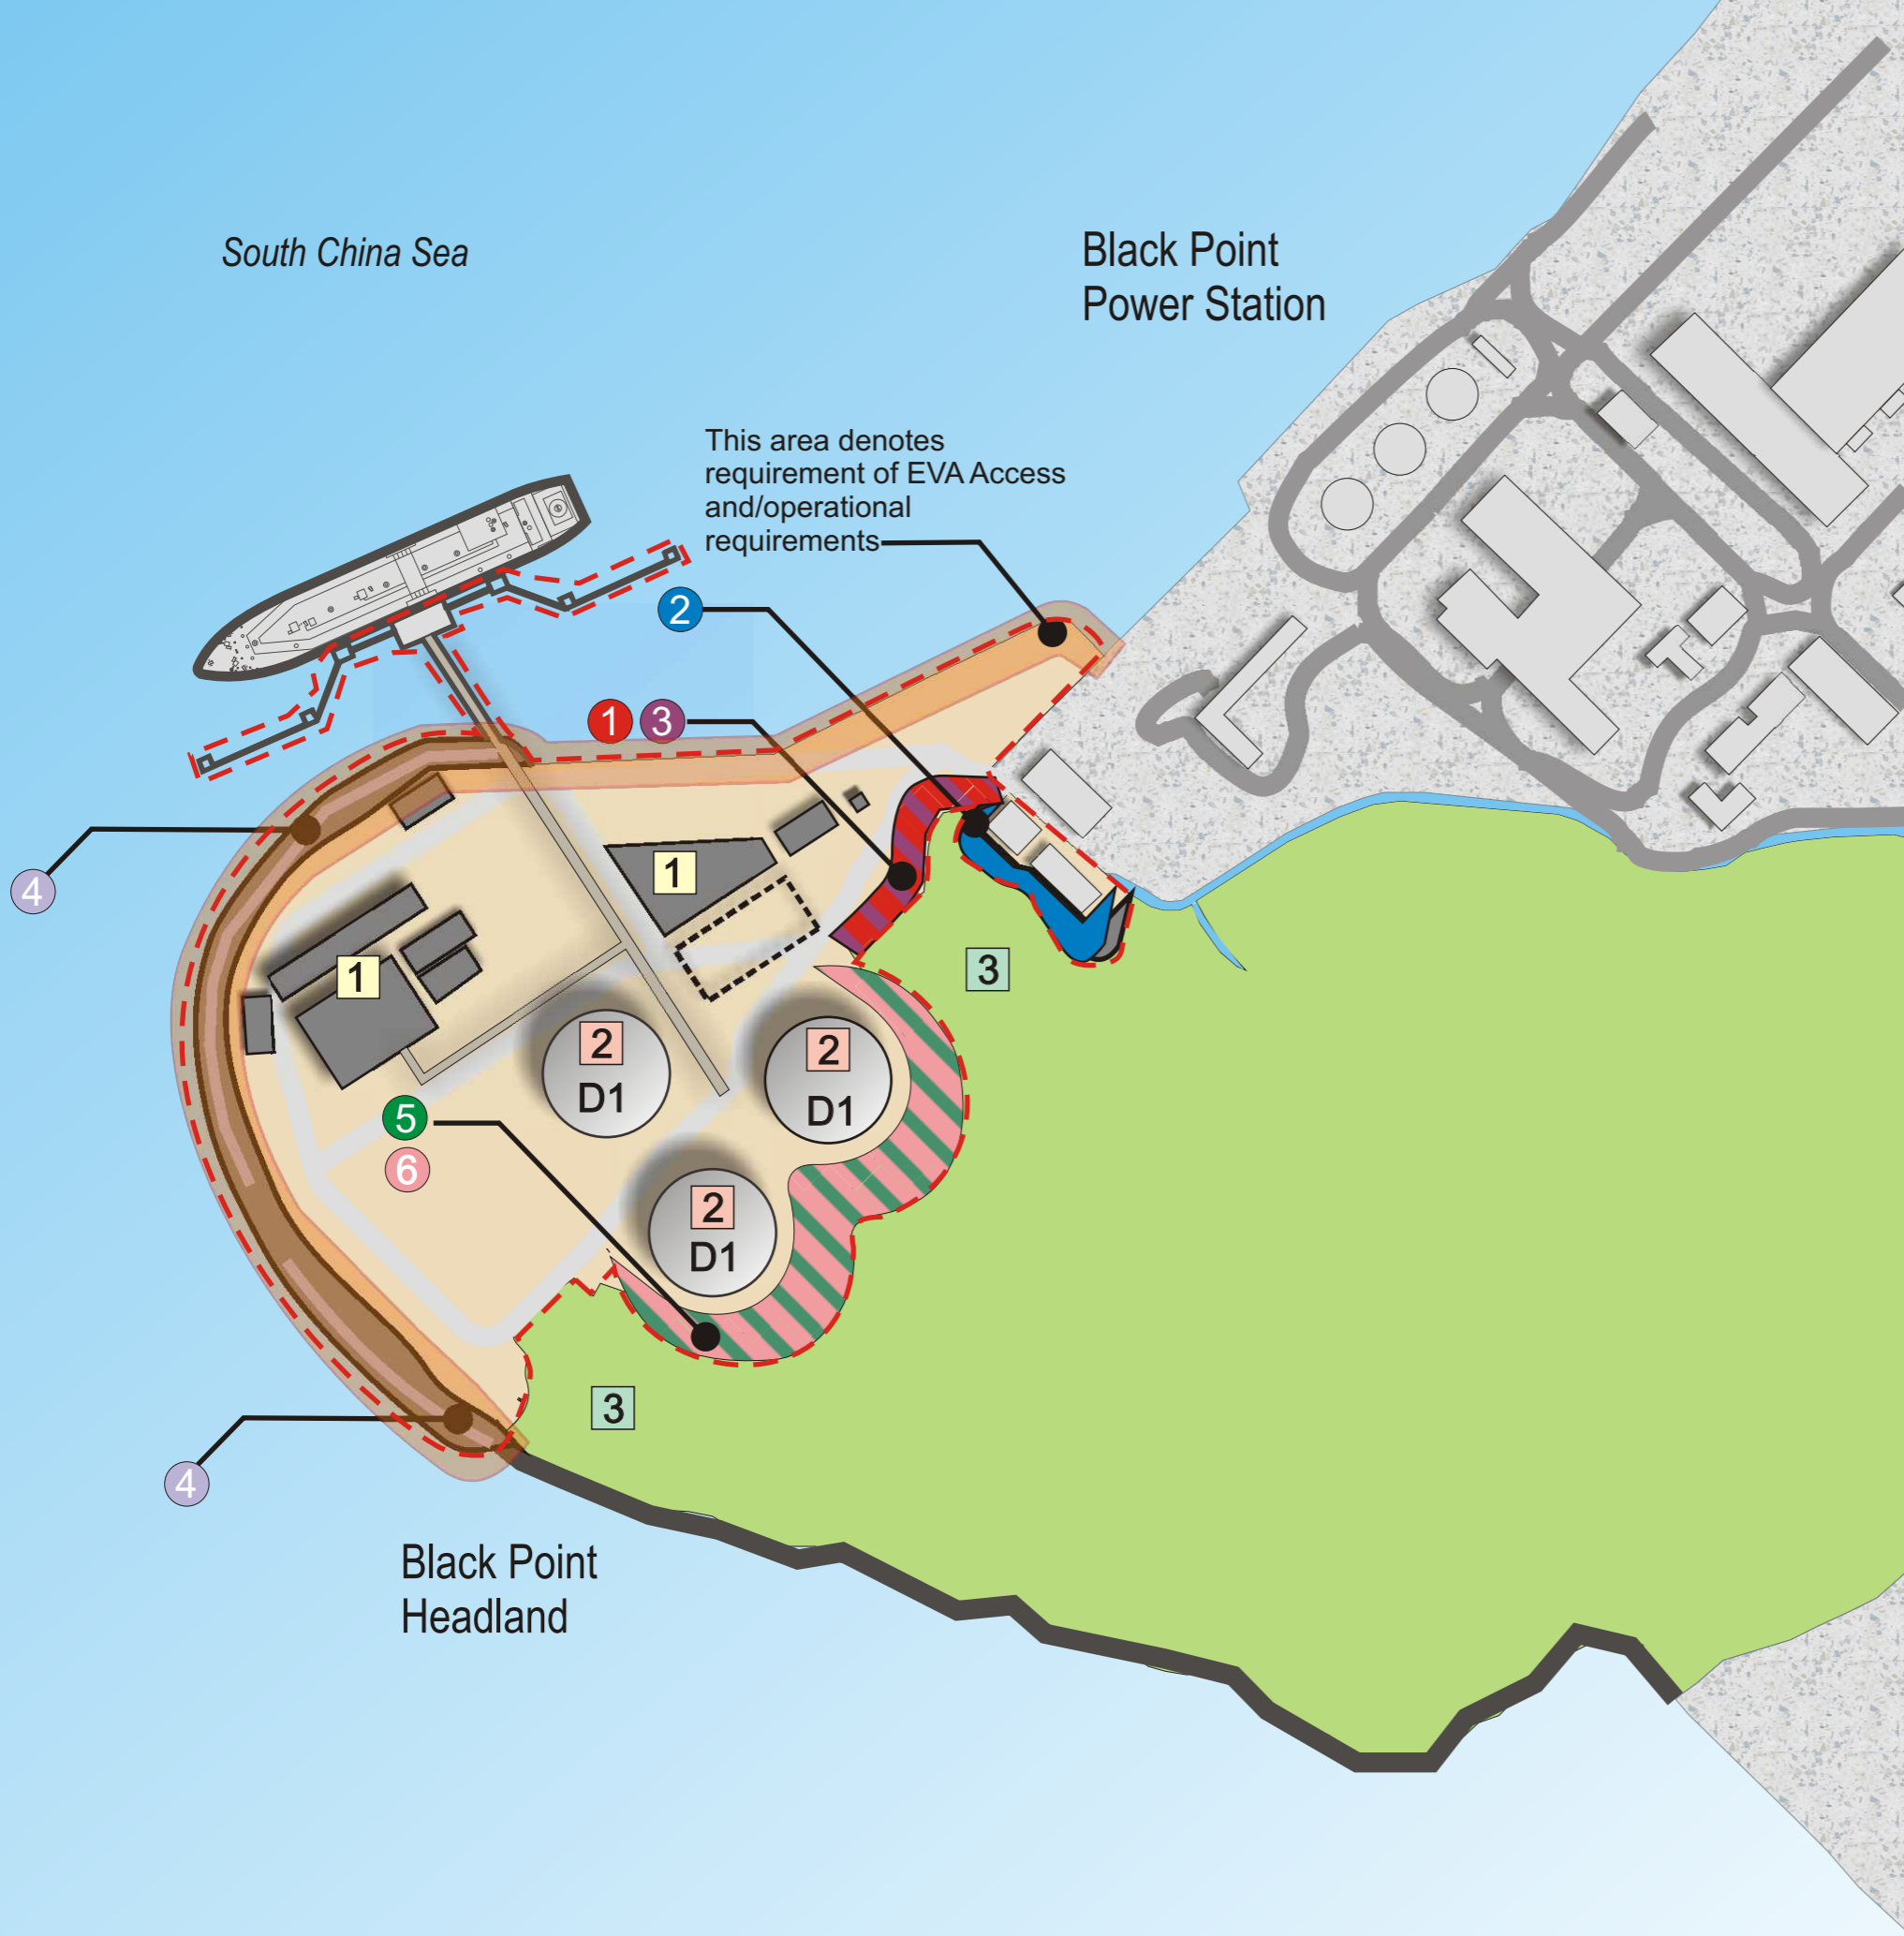 South China Sea
Black Point
Power Station
This area denotes
requirement of EVA Access
and/operational
requirements
2
1 3
4
1
1
3
2
D1
2
D1
5
6
2
D1
3
4
Black Point
Headland